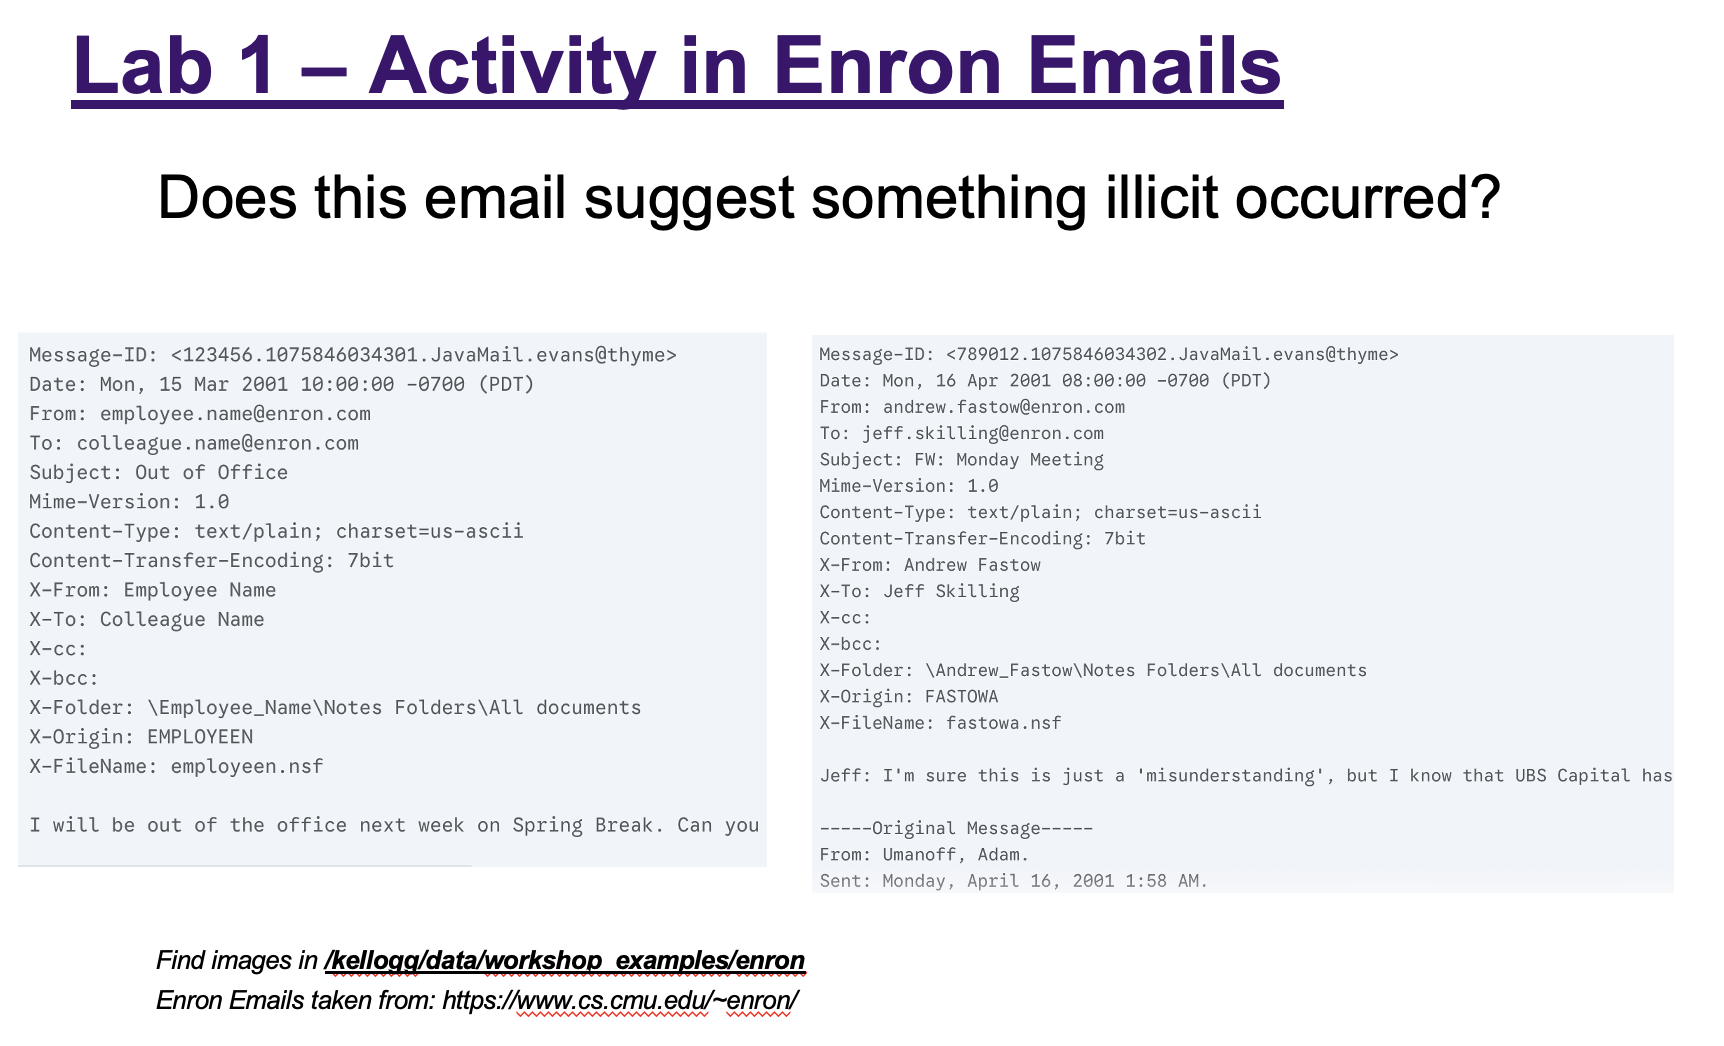 Lab 1 – Activity in Enron Emails
Does this email suggest something illicit occurred?
Message-ID: <123456.1075846034301.JavaMail.evans@thyme>
Date: Mon, 15 Mar 2001 10:00:00 -0700 (PDT)
From: employee.name@enron.com
To: colleague.name@enron.com
Subject: Out of Office
Mime-Version: 1.0
Content-Type: text/plain; charset=us-ascii
Content-Transfer-Encoding: 7bit
X-From: Employee Name
X-To: Colleague Name
X-cc:
X-bcc:
X-Folder: \Employee_Name\Notes Folders\All documents
X-Origin: EMPLOYEEN
X-FileName: employeen.nsf
I will be out of the office next week on Spring Break. Can you
Message-ID: <789012.1075846034302.JavaMail.evans@thyme>
Date: Mon, 16 Apr 2001 08:00:00 -0700 (PDT)
From: andrew.fastow@enron.com
To: jeff.skilling@enron.com
Subject: FW: Monday Meeting
Mime-Version: 1.0
Content-Type: text/plain; charset=us-ascii
Content-Transfer-Encoding: 7bit
X-From: Andrew Fastow
X-To: Jeff Skilling
X-cc:
X-bcc:
X-Folder: \Andrew_Fastow\Notes Folders\All documents
X-Origin: FASTOWA
X-FileName: fastowa.nsf
Jeff: I'm sure this is just a 'misunderstanding', but I know that UBS Capital has
-----Original Message-----
From: Umanoff, Adam.
Sent: Monday, April 16, 2001 1:58 AM.
Find images in /kellogg/data/workshop_examples/enron
Enron Emails taken from: https://www.cs.cmu.edu/~enron/